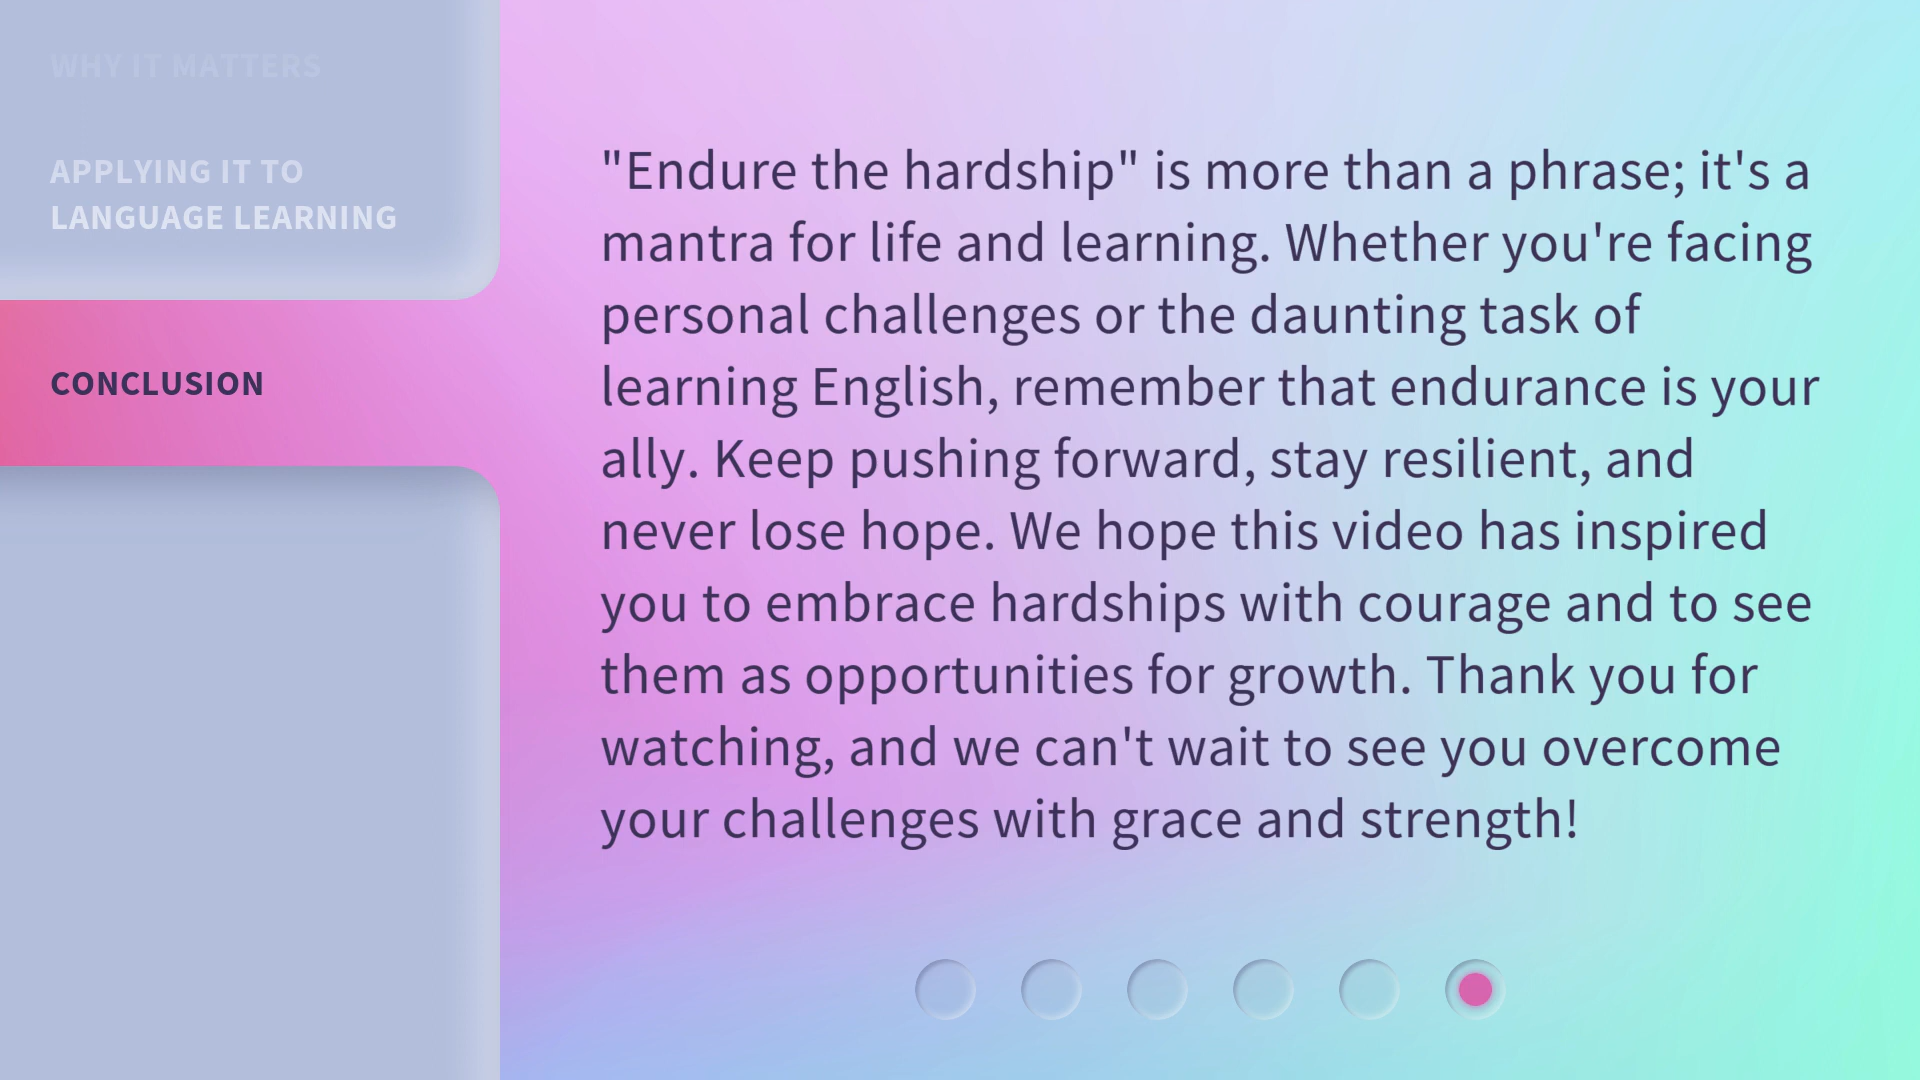 WHY IT MATTERS
APPLYING IT TO
LANGUAGE LEARNING
CONCLUSION
"Endure the hardship" is more than a phrase; it's a
mantra for life and learning. Whether you're facing
personal challenges or the daunting task of
learning English, remember that endurance is your
ally. Keep pushing forward, stay resilient, and
never lose hope. We hope this video has inspired
you to embrace hardships with courage and to see
them as opportunities for growth. Thank you for
watching, and we can't wait to see you overcome
your challenges with grace and strength!